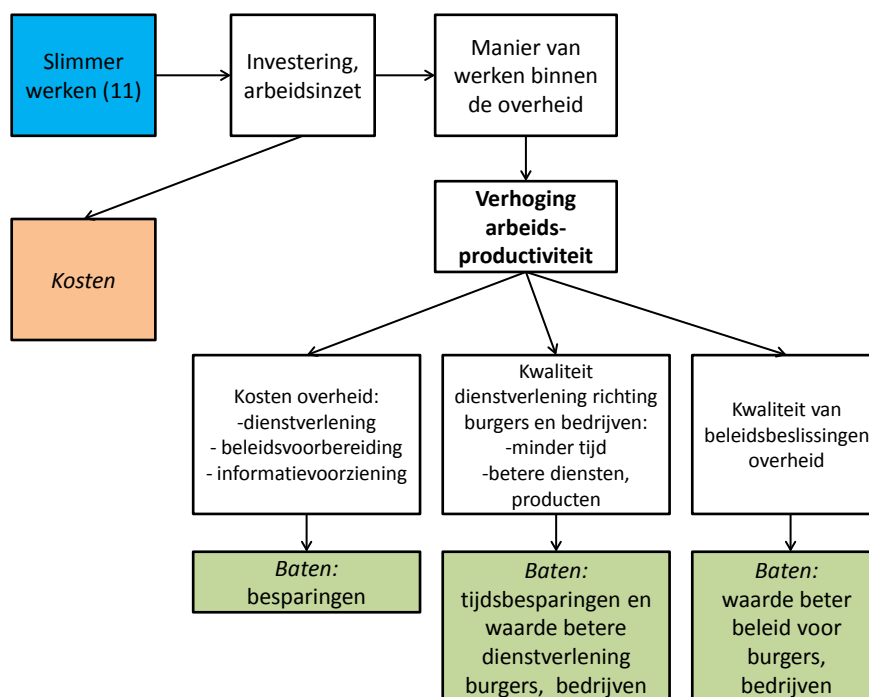 Slimmer
werken (11)
Investering,
arbeidsinzet
Manier van
werken binnen
de overheid
Verhoging
arbeids-
productiviteit
Kosten
Kosten overheid:
-dienstverlening
- beleidsvoorbereiding
- informatievoorziening
Kwaliteit
dienstverlening richting
burgers en bedrijven:
-minder tijd
-betere diensten,
producten
Kwaliteit van
beleidsbeslissingen
overheid
Baten:
besparingen
Baten:
tijdsbesparingen en
waarde betere
dienstverlening
burgers, bedrijven
Baten:
waarde beter
beleid voor
burgers,
bedrijven